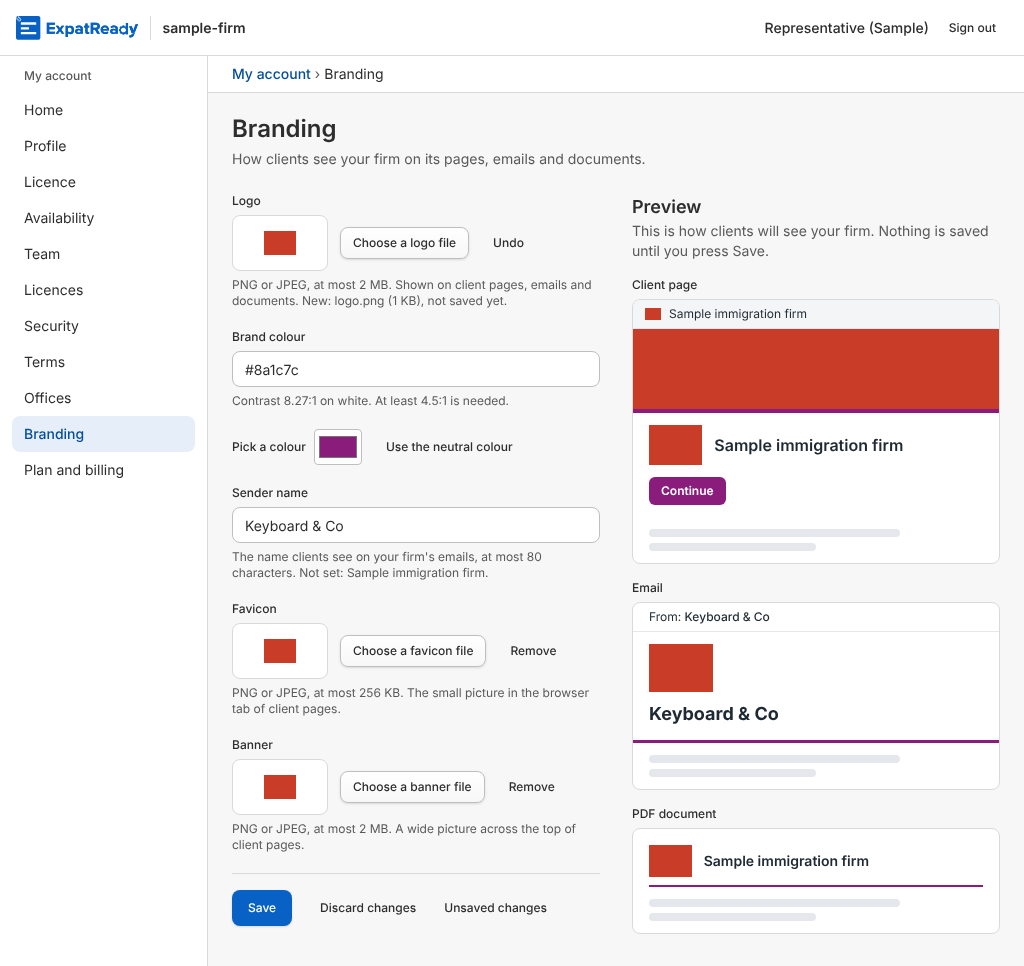 ExpatReady
sample-firm
Representative (Sample)
Sign out
My account
Home
Profile
Licence
Availability
Team
Licences
Security
Terms
Offices
Branding
Plan and billing
My account › Branding
Branding
How clients see your firm on its pages, emails and documents.
Logo
Choose a logo file
Undo
PNG or JPEG, at most 2 MB. Shown on client pages, emails and
documents. New: logo.png (1 KB), not saved yet.
Brand colour
#8a1c7c
Contrast 8.27:1 on white. At least 4.5:1 is needed.
Pick a colour
Use the neutral colour
Sender name
Keyboard & Co
The name clients see on your firm's emails, at most 80
characters. Not set: Sample immigration firm.
Favicon
Choose a favicon file
Remove
PNG or JPEG, at most 256 KB. The small picture in the browser
tab of client pages.
Banner
Choose a banner file
Remove
PNG or JPEG, at most 2 MB. A wide picture across the top of
client pages.
Save
Discard changes
Unsaved changes
Preview
This is how clients will see your firm. Nothing is saved
until you press Save.
Client page
Sample immigration firm
Sample immigration firm
Continue
Email
From: Keyboard & Co
Keyboard & Co
PDF document
Sample immigration firm